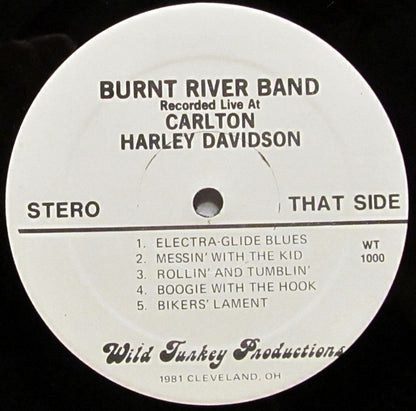 BURNT RIVER BAND
Recorded Live At
CARLTON
HARLEY DAVIDSON
STERO
THAT SIDE
1. ELECTRA-GLIDE BLUES
2. MESSIN' WITH THE KID
3. ROLLIN' AND TUMBLIN'
4. BOOGIE WITH THE HOOK
5. BIKERS' LAMENT
WT
1000
Wild Turkey Productions
1981 CLEVELAND, OH